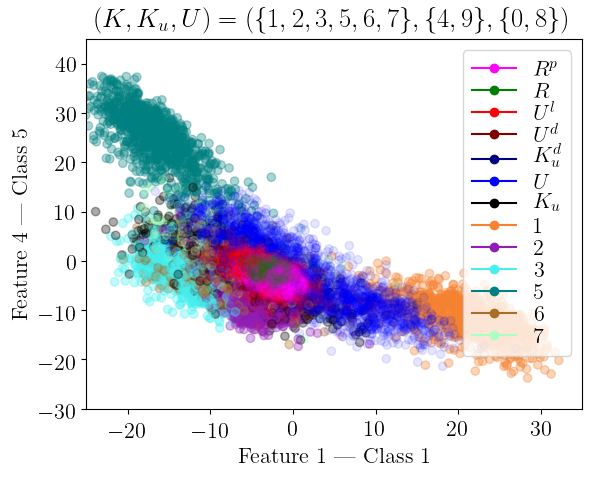 (K, K_u, U) = ({1, 2, 3, 5, 6, 7}, {4, 9}, {0, 8})
40
30
20
10
0
−10
−20
−30
Feature 4 — Class 5
R^p
R
U^l
U^d
K_u^d
U
K_u
1
2
3
5
6
7
−20 −10 0 10 20 30
Feature 1 — Class 1